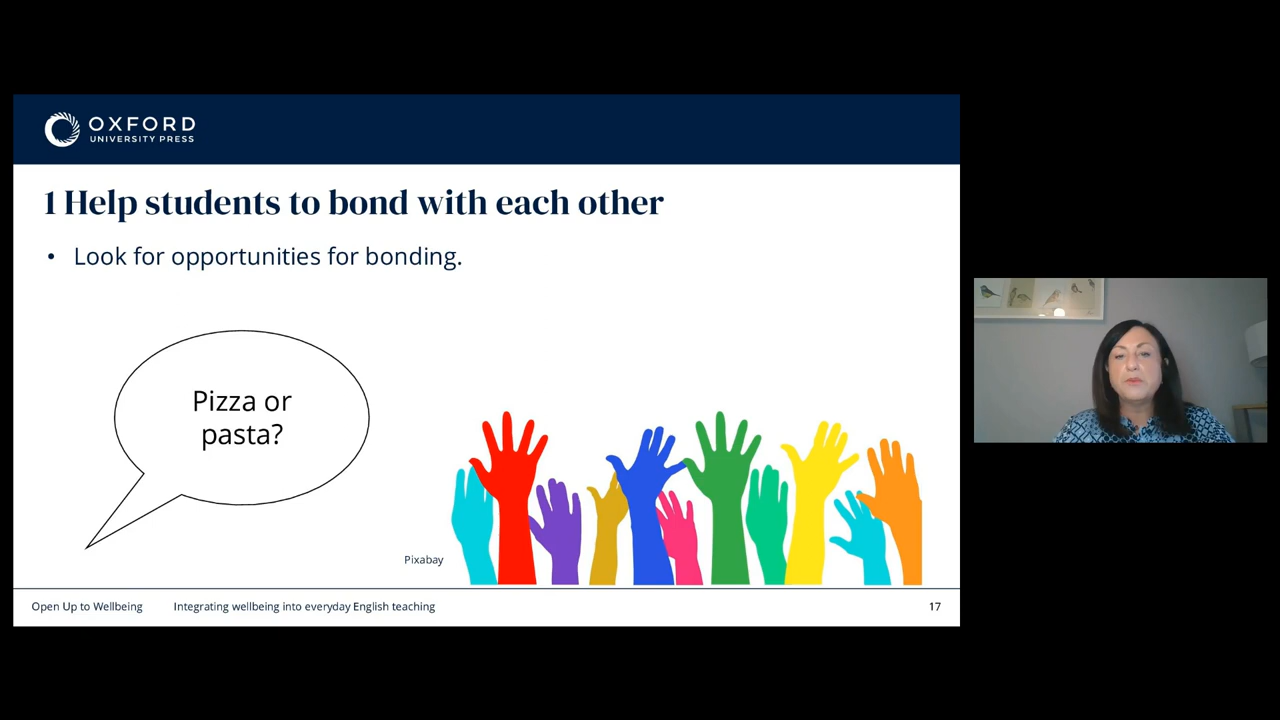 OXFORD
UNIVERSITY PRESS
1 Help students to bond with each other
• Look for opportunities for bonding.
Pizza or
pasta?
Pixabay
Open Up to Wellbeing
Integrating wellbeing into everyday English teaching
17